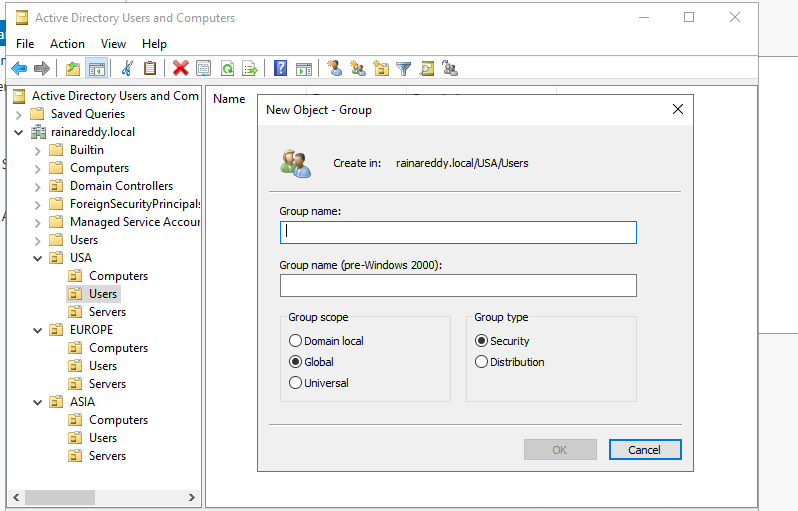 Active Directory Users and Computers
File Action View Help
Active Directory Users and Com
Saved Queries
rainareddy.local
Builtin
Computers
Domain Controllers
ForeignSecurityPrincipals
Managed Service Accour
Users
USA
Computers
Users
Servers
EUROPE
Computers
Users
Servers
ASIA
Computers
Users
Servers
Name
New Object - Group
Create in: rainareddy.local/USA/Users
Group name:
Group name (pre-Windows 2000):
Group scope
Domain local
Global
Universal
Group type
Security
Distribution
OK Cancel